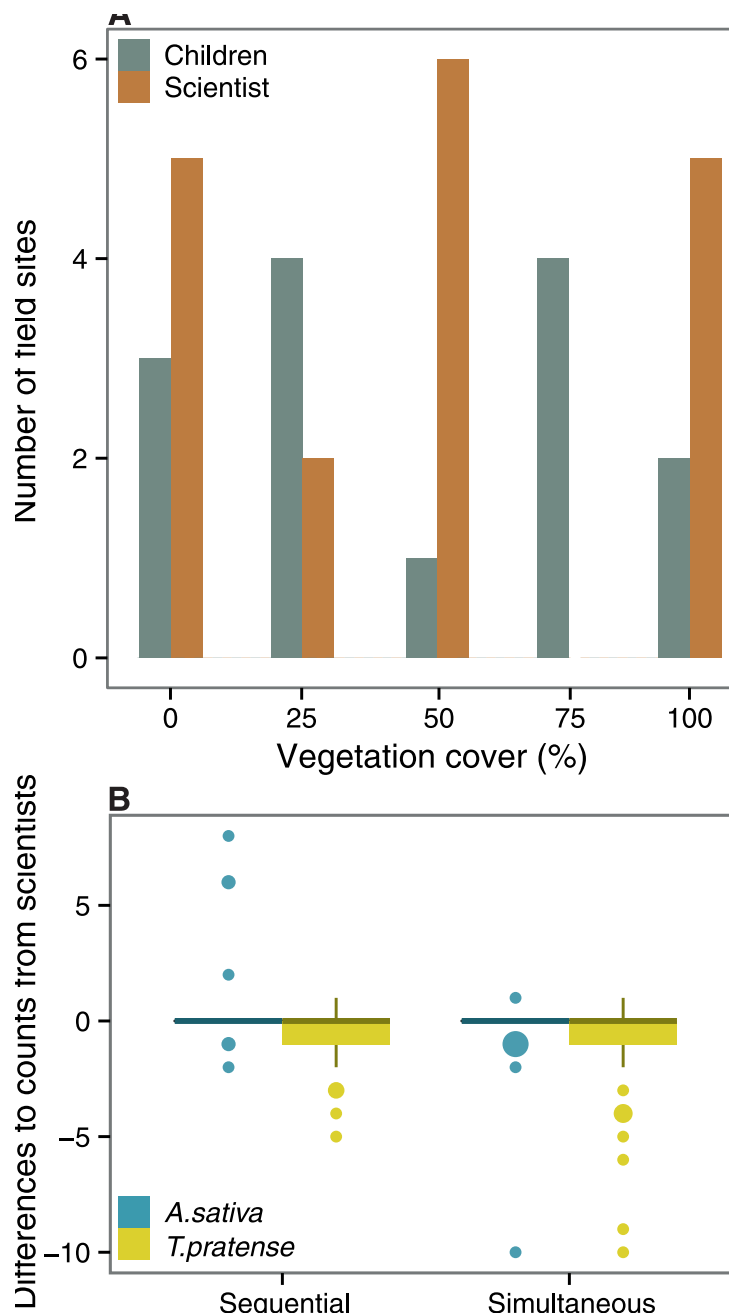 A
6
Children
Scientist
4
2
0
Number of field sites
0 25 50 75 100
Vegetation cover (%)
B
Differences to counts from scientists
5
0
−5
−10
A.sativa
T.pratense
Sequential Simultaneous